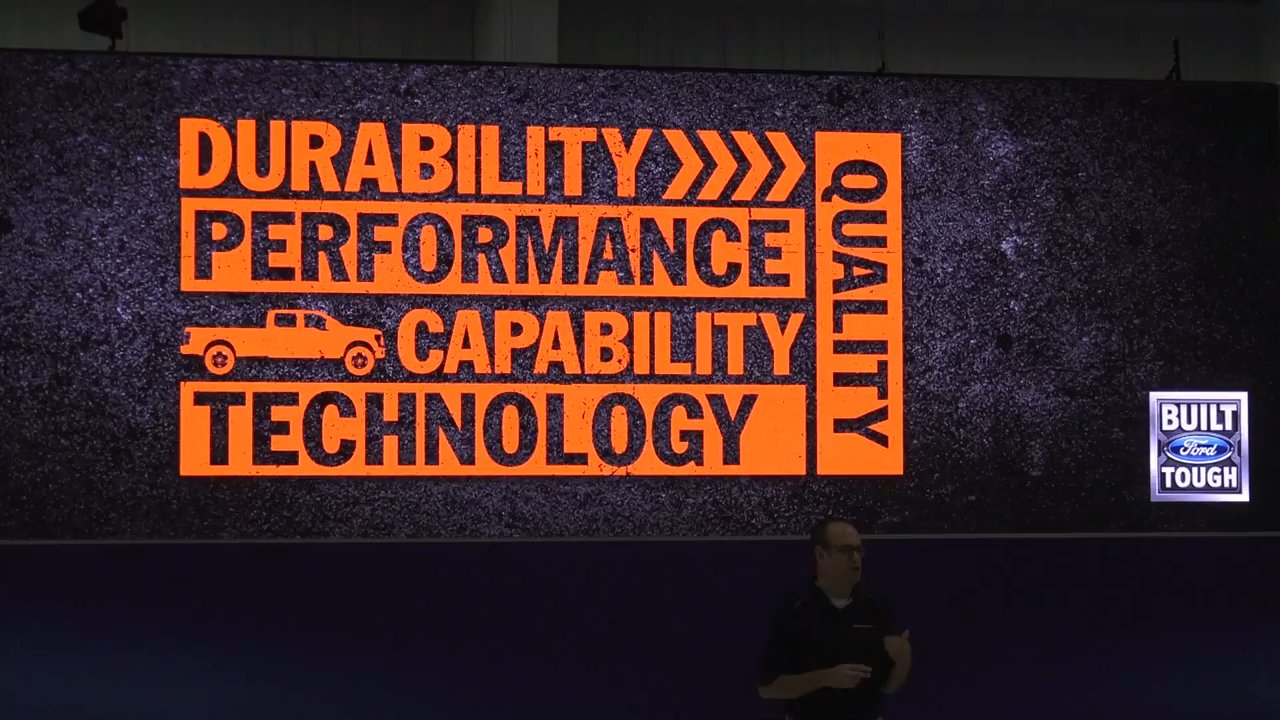 DURABILITY
PERFORMANCE
CAPABILITY
TECHNOLOGY
QUALITY
BUILT
Ford
TOUGH